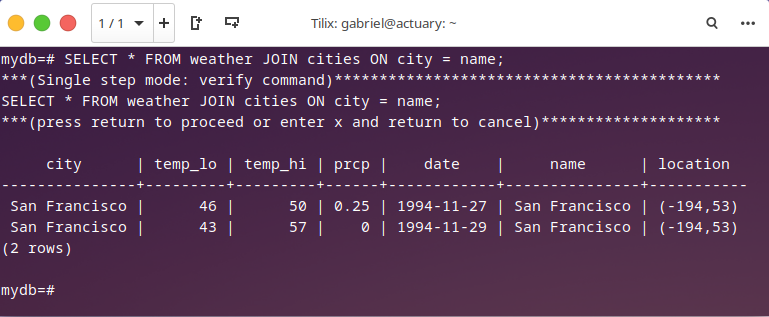 1 / 1
Tilix: gabriel@actuary: ~
mydb=# SELECT * FROM weather JOIN cities ON city = name;
***(Single step mode: verify command)*******************************************
SELECT * FROM weather JOIN cities ON city = name;
***(press return to proceed or enter x and return to cancel)********************
     city      | temp_lo | temp_hi | prcp |    date    |     name      | location
---------------+---------+---------+------+------------+---------------+-----------
 San Francisco |      46 |      50 | 0.25 | 1994-11-27 | San Francisco | (-194,53)
 San Francisco |      43 |      57 |    0 | 1994-11-29 | San Francisco | (-194,53)
(2 rows)
mydb=#